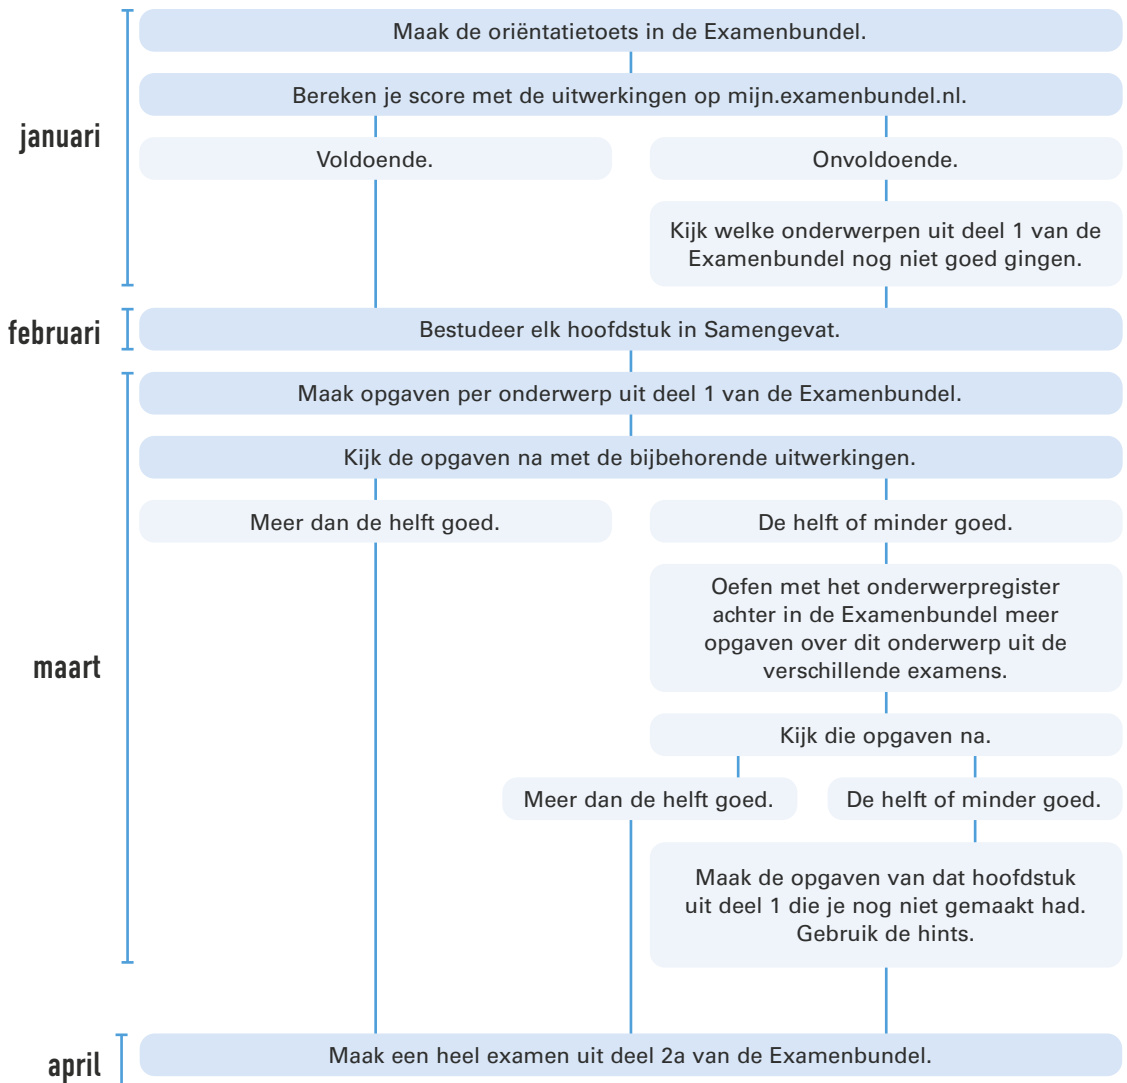 Maak de oriëntatietoets in de Examenbundel.
Bereken je score met de uitwerkingen op mijn.examenbundel.nl.
januari
Voldoende.
Onvoldoende.
Kijk welke onderwerpen uit deel 1 van de
Examenbundel nog niet goed gingen.
februari
Bestudeer elk hoofdstuk in Samengevat.
Maak opgaven per onderwerp uit deel 1 van de Examenbundel.
Kijk de opgaven na met de bijbehorende uitwerkingen.
Meer dan de helft goed.
De helft of minder goed.
Oefen met het onderwerpregister
achter in de Examenbundel meer
opgaven over dit onderwerp uit de
verschillende examens.
maart
Kijk die opgaven na.
Meer dan de helft goed.
De helft of minder goed.
Maak de opgaven van dat hoofdstuk
uit deel 1 die je nog niet gemaakt had.
Gebruik de hints.
april
Maak een heel examen uit deel 2a van de Examenbundel.